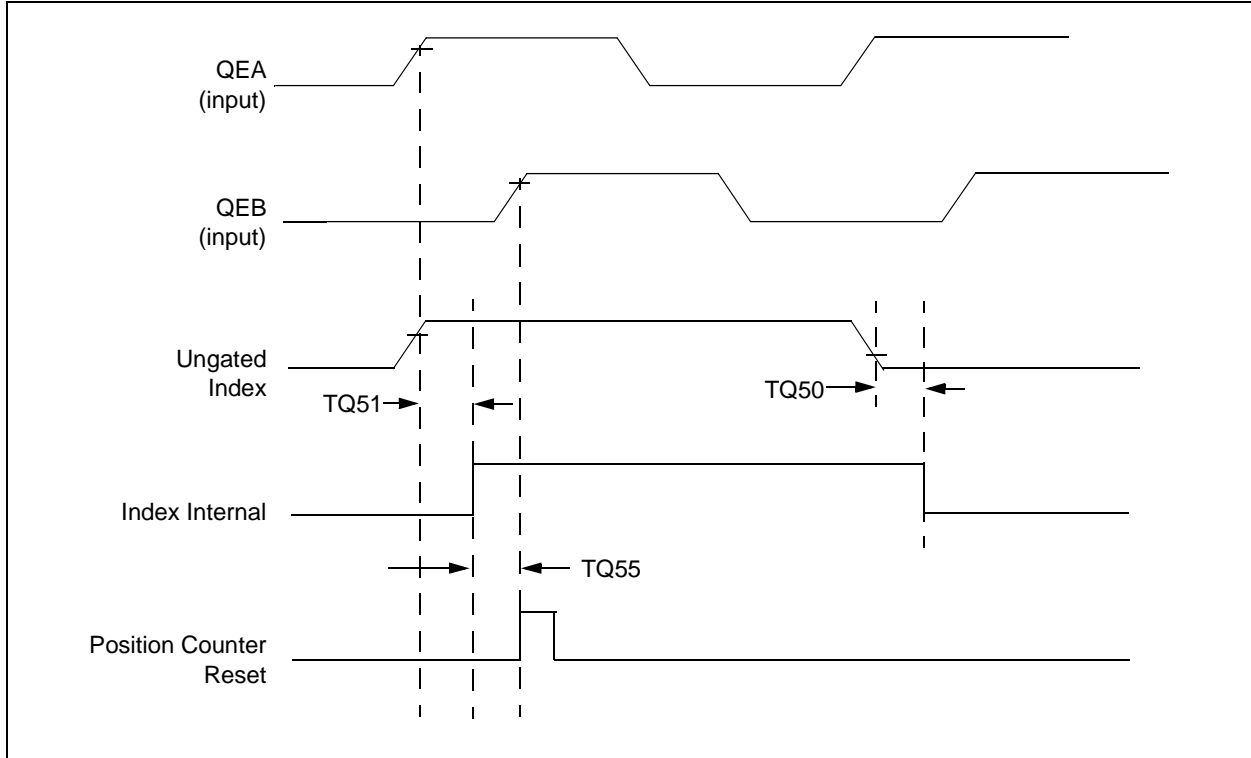 QEA
(input)
QEB
(input)
Ungated
Index
TQ51
TQ50
Index Internal
TQ55
Position Counter
Reset